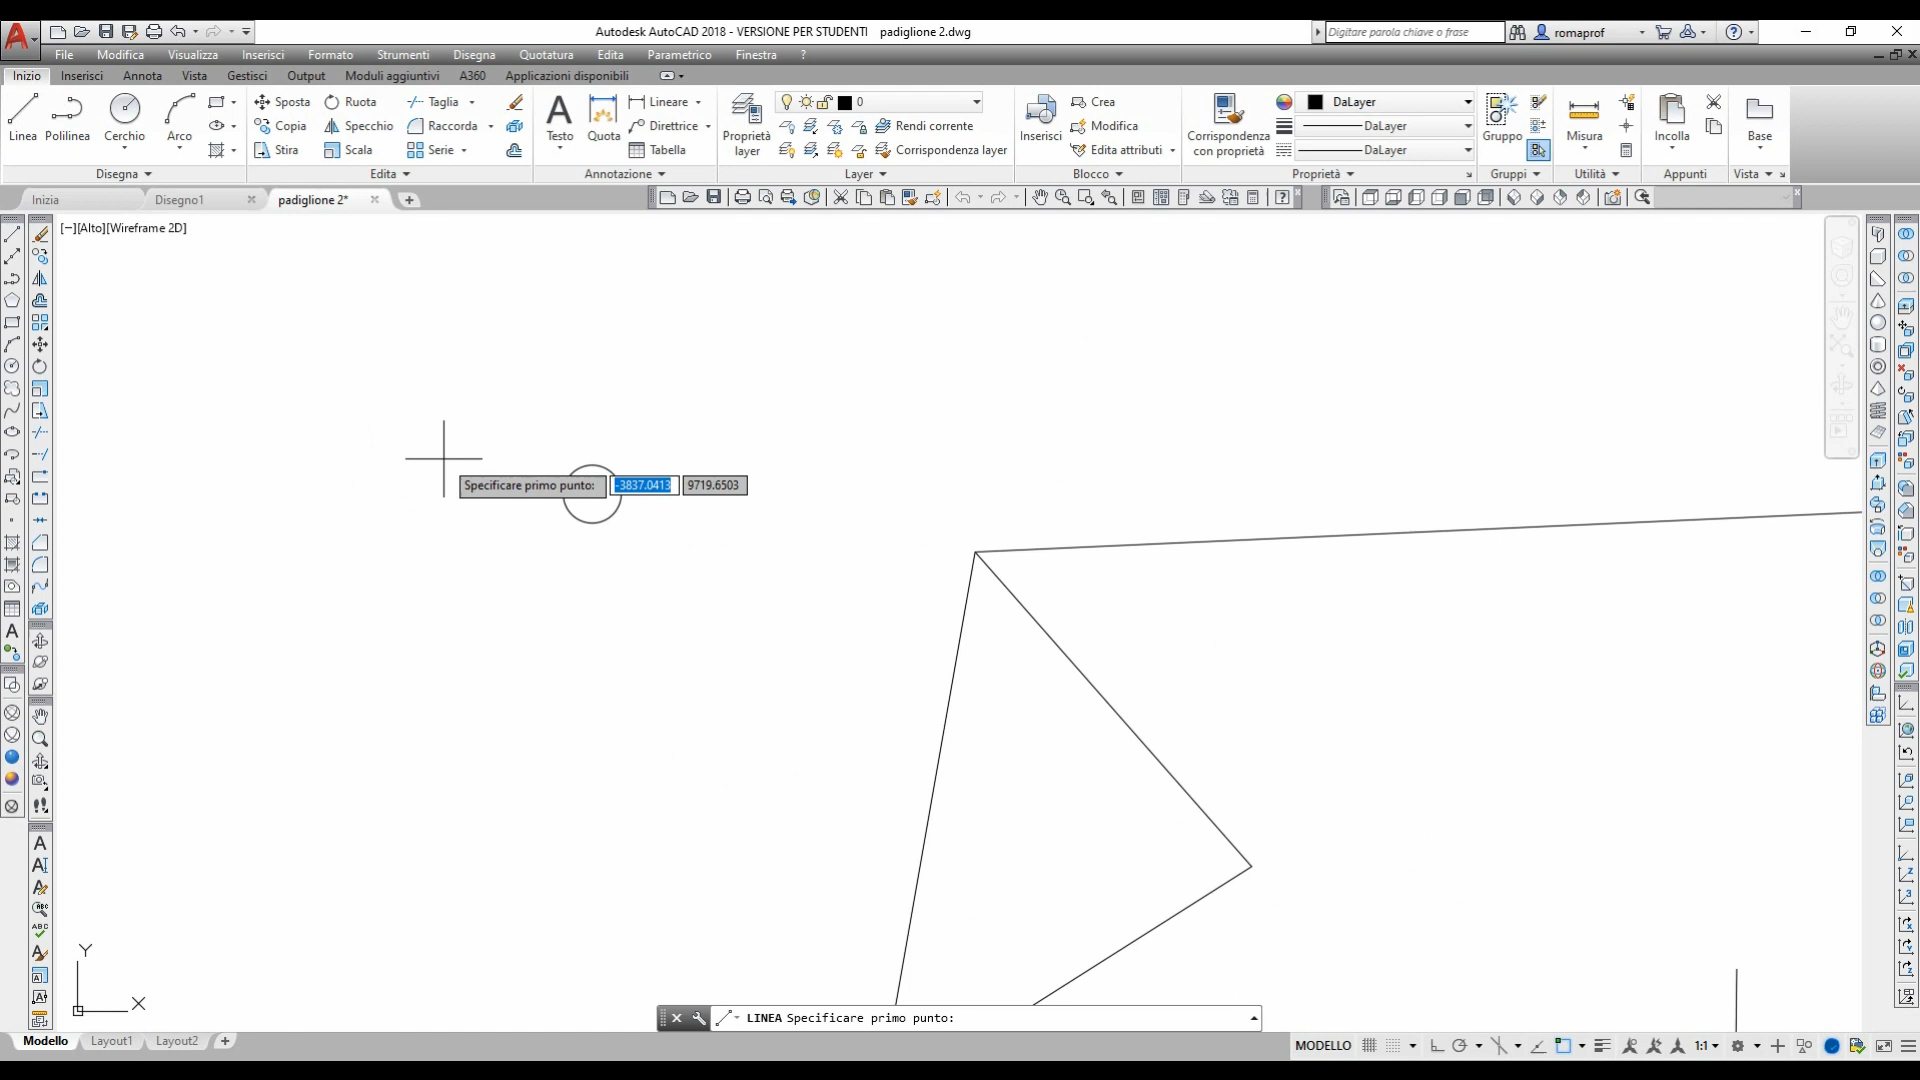 Autodesk AutoCAD 2018 - VERSIONE PER STUDENTI padiglione 2.dwg
Digitare parola chiave o frase
romaprof
File Modifica Visualizza Inserisci Formato Strumenti Disegna Quotatura Edita Parametrico Finestra ?
Inizio Inserisci Annota Vista Gestisci Output Moduli aggiuntivi A360 Applicazioni disponibili
Linea Polilinea Cerchio Arco
Sposta Ruota Taglia
Copia Specchio Raccorda
Stira Scala Serie
Testo Quota
Lineare
Direttrice
Tabella
Proprietà layer
0
Rendi corrente
Corrispondenza layer
Inserisci
Crea
Modifica
Edita attributi
Corrispondenza con proprietà
DaLayer
DaLayer
DaLayer
Gruppo
Misura
Incolla
Base
Disegna Edita Annotazione Layer Blocco Proprietà Gruppi Utilità Appunti Vista
Inizia Disegno1 padiglione 2*
[−][Alto][Wireframe 2D]
Specificare primo punto: -3837.0413 9719.6503
Y
X
LINEA Specificare primo punto:
Modello Layout1 Layout2
MODELLO
1:1